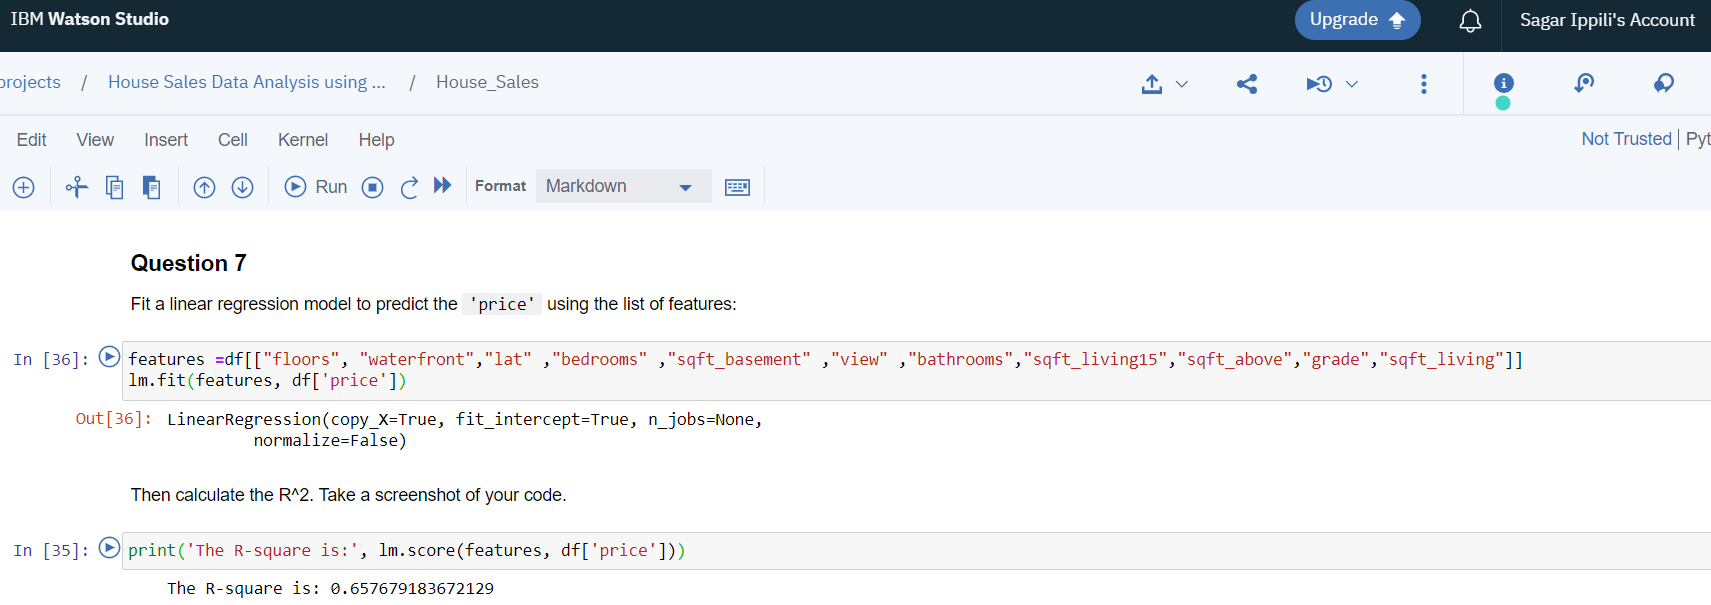 IBM Watson Studio
Upgrade
Sagar Ippili's Account
projects / House Sales Data Analysis using ... / House_Sales
Edit View Insert Cell Kernel Help
Not Trusted | Pyt
Run
Format
Markdown
Question 7
Fit a linear regression model to predict the 'price' using the list of features:
In [36]: features =df[["floors", "waterfront","lat" ,"bedrooms" ,"sqft_basement" ,"view" ,"bathrooms","sqft_living15","sqft_above","grade","sqft_living"]]
lm.fit(features, df['price'])
Out[36]: LinearRegression(copy_X=True, fit_intercept=True, n_jobs=None,
normalize=False)
Then calculate the R^2. Take a screenshot of your code.
In [35]: print('The R-square is:', lm.score(features, df['price']))
The R-square is: 0.657679183672129